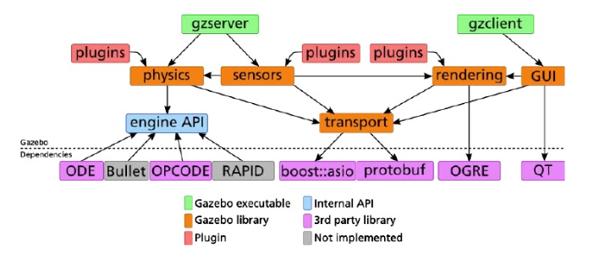 gzserver gzclient
plugins plugins plugins
physics sensors rendering GUI
engine API transport
Gazebo
Dependencies
ODE Bullet OPCODE RAPID boost::asio protobuf OGRE QT
Gazebo executable Internal API
Gazebo library 3rd party library
Plugin Not implemented